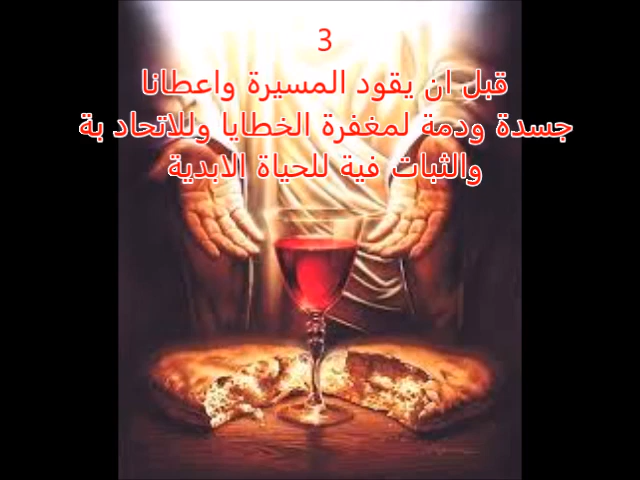 3
قبل ان يقود المسيرة واعطانا
جسدة ودمة لمغفرة الخطايا وللاتحاد بة
والثبات فية للحياة الابدية